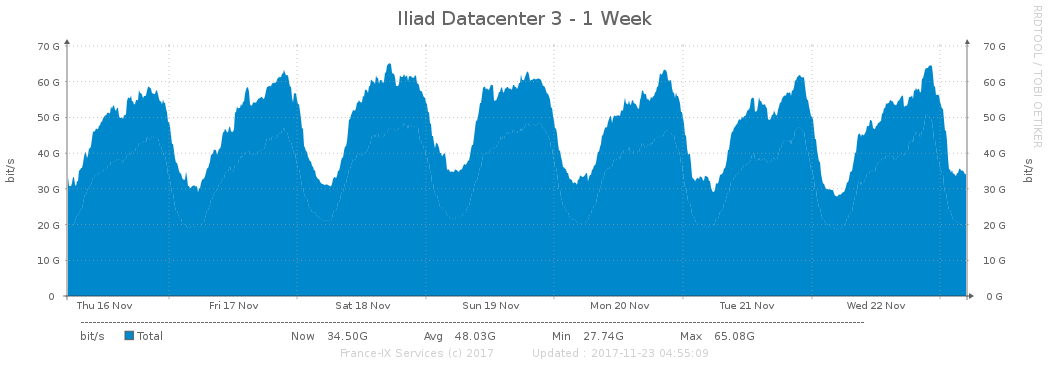 Iliad Datacenter 3 - 1 Week
RRDTOOL / TOBI OETIKER
70 G 70 G
60 G 60 G
50 G 50 G
40 G 40 G
30 G 30 G
20 G 20 G
10 G 10 G
0 0 G
bit/s bit/s
Thu 16 Nov Fri 17 Nov Sat 18 Nov Sun 19 Nov Mon 20 Nov Tue 21 Nov Wed 22 Nov
bit/s Total Now 34.50G Avg 48.03G Min 27.74G Max 65.08G
France-IX Services (c) 2017 Updated : 2017-11-23 04:55:09